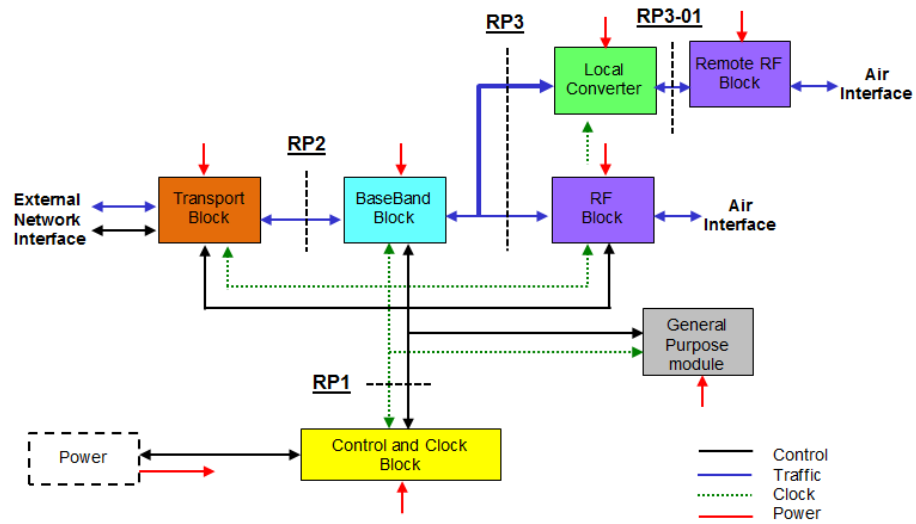 RP3
RP3-01
Local
Converter
Remote RF
Block
Air
Interface
RP2
External
Network
Interface
Transport
Block
BaseBand
Block
RF
Block
Air
Interface
General
Purpose
module
RP1
Power
Control and Clock
Block
Control
Traffic
Clock
Power